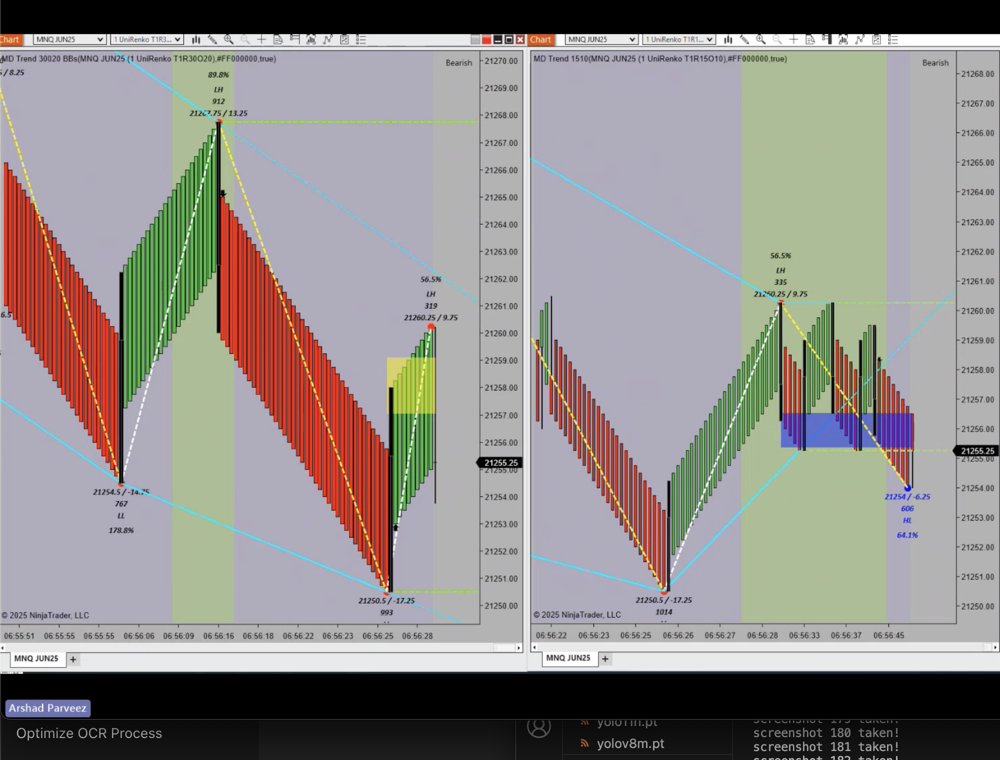 Chart
MNQ JUN25
1 UniRenko T1R3...
MD Trend 30020 BBs(MNQ JUN25 (1 UniRenko T1R30O20),#FF000000,true)
Bearish
5 / 8.25
89.8%
LH
912
21267.75 / 13.25
56.5%
LH
319
21260.25 / 9.75
6.5
21254.5 / -14.75
767
LL
178.8%
21250.5 / -17.25
993
21270.00
21269.00
21268.00
21267.00
21266.00
21265.00
21264.00
21263.00
21262.00
21261.00
21260.00
21259.00
21258.00
21257.00
21256.00
21255.25
21255.00
21254.00
21253.00
21252.00
21251.00
21250.00
© 2025 NinjaTrader, LLC
06:55:51 06:55:55 06:55:55 06:56:06 06:56:09 06:56:16 06:56:18 06:56:22 06:56:23 06:56:25 06:56:28
MNQ JUN25 +
Chart
MNQ JUN25
1 UniRenko T1R1...
MD Trend 1510(MNQ JUN25 (1 UniRenko T1R15O10),#FF000000,true)
Bearish
56.5%
LH
335
21260.25 / 9.75
21254 / -6.25
606
HL
64.1%
21250.5 / -17.25
1014
21268.00
21267.00
21266.00
21265.00
21264.00
21263.00
21262.00
21261.00
21260.00
21259.00
21258.00
21257.00
21256.00
21255.25
21255.00
21254.00
21253.00
21252.00
21251.00
21250.00
© 2025 NinjaTrader, LLC
06:56:22 06:56:23 06:56:25 06:56:26 06:56:27 06:56:28 06:56:33 06:56:37 06:56:45
MNQ JUN25 +
Arshad Parveez
Optimize OCR Process
yolo11n.pt
yolov8m.pt
screenshot 179 taken!
screenshot 180 taken!
screenshot 181 taken!
screenshot 182 taken!